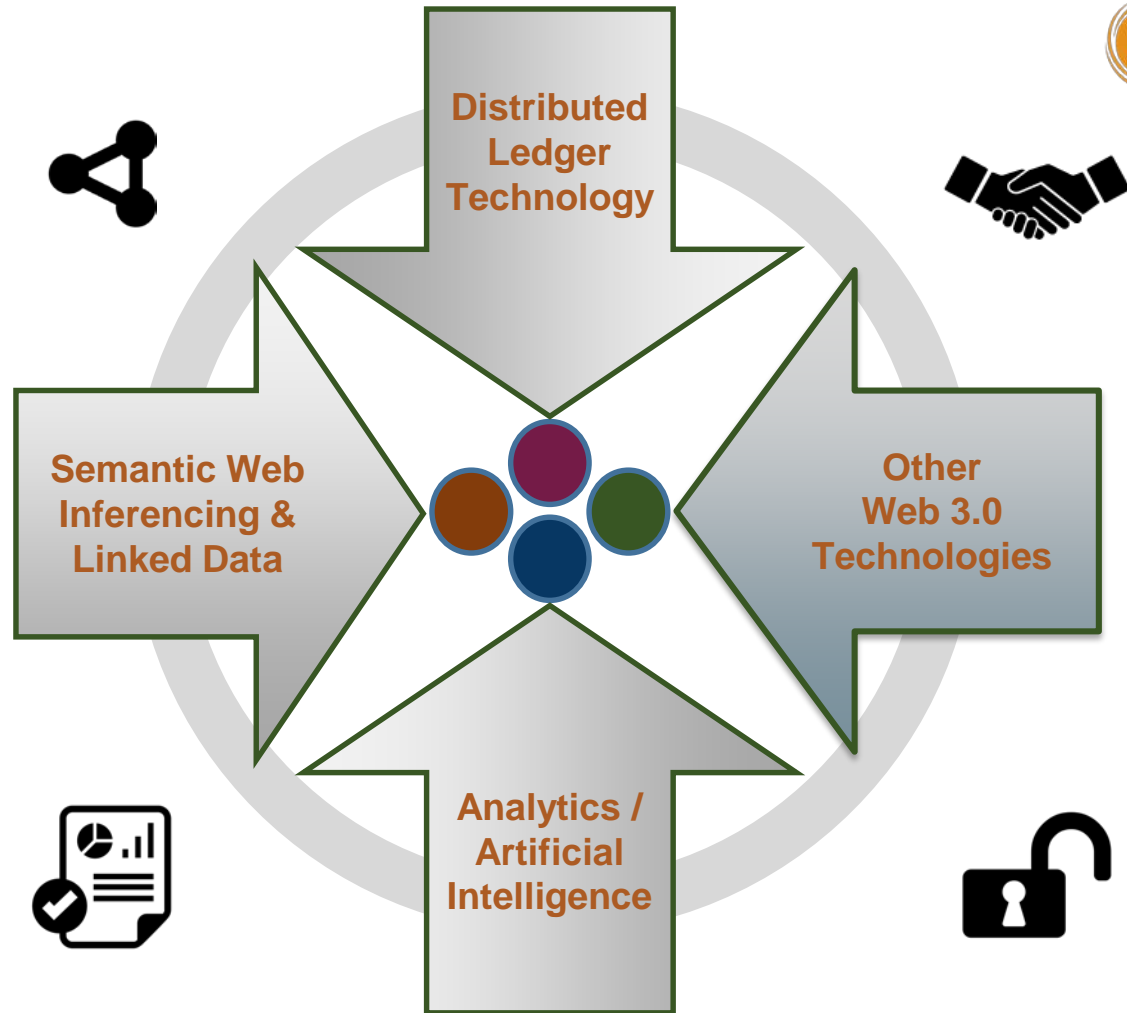 Distributed
Ledger
Technology
Semantic Web
Inferencing &
Linked Data
Other
Web 3.0
Technologies
Analytics /
Artificial
Intelligence